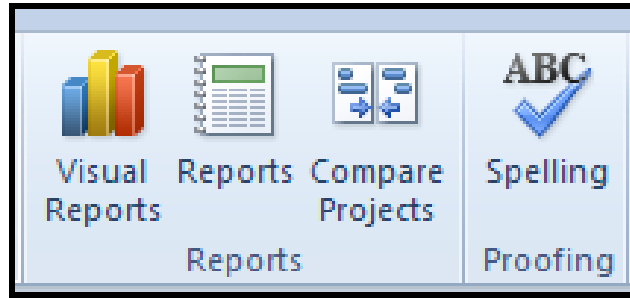 ABC
Visual Reports
Reports
Compare Projects
Spelling
Reports
Proofing